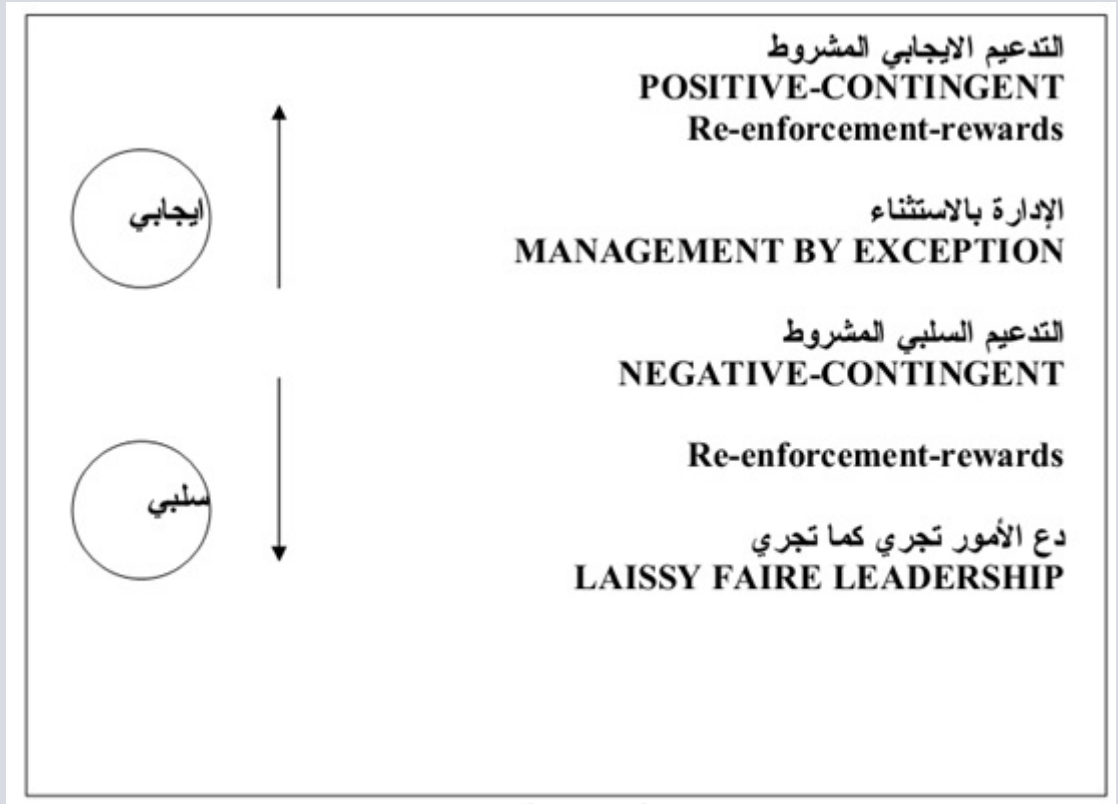 التدعيم الايجابي المشروط
POSITIVE-CONTINGENT
Re-enforcement-rewards
ايجابي
الإدارة بالاستثناء
MANAGEMENT BY EXCEPTION
التدعيم السلبي المشروط
NEGATIVE-CONTINGENT
Re-enforcement-rewards
سلبي
دع الأمور تجري كما تجري
LAISSY FAIRE LEADERSHIP